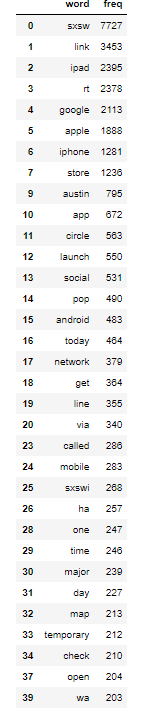 word freq
0 sxsw 7727
1 link 3453
2 ipad 2395
3 rt 2378
4 google 2113
5 apple 1888
6 iphone 1281
7 store 1236
9 austin 795
10 app 672
11 circle 563
12 launch 550
13 social 531
14 pop 490
15 android 483
16 today 464
17 network 379
18 get 364
19 line 355
20 via 340
23 called 286
24 mobile 283
25 sxswi 268
26 ha 257
28 one 247
29 time 246
30 major 239
31 day 227
32 map 213
33 temporary 212
34 check 210
37 open 204
39 wa 203